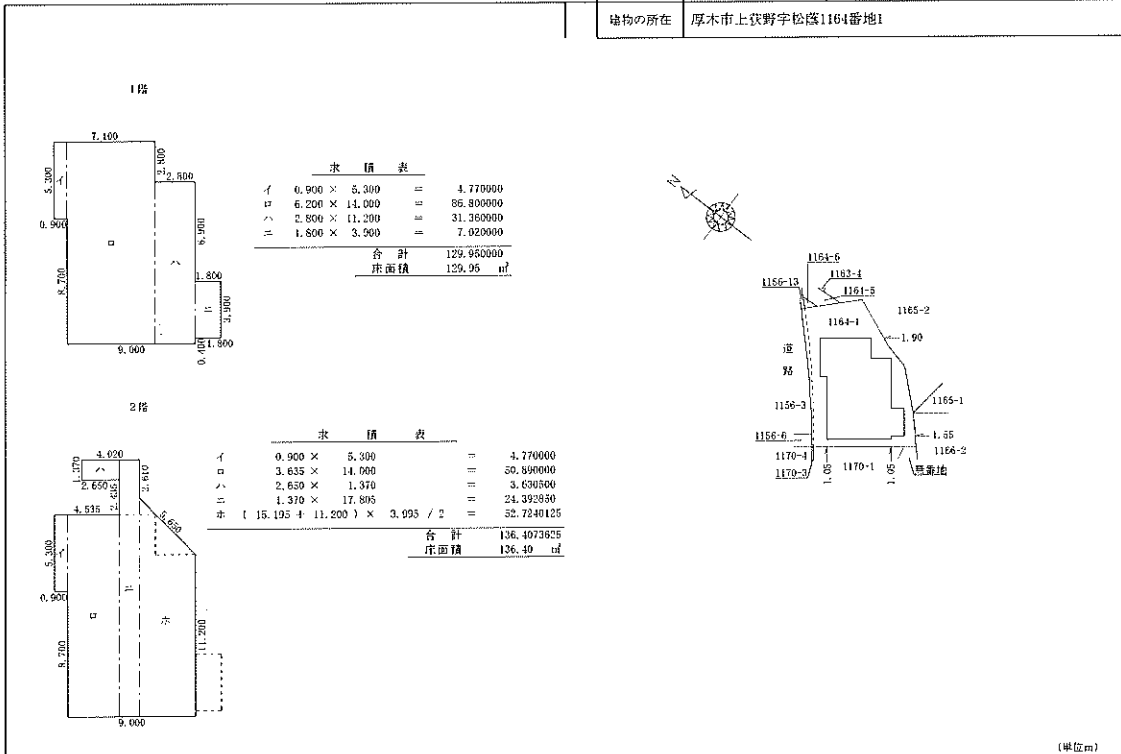 建物の所在 厚木市上荻野字松蔭1164番地1
1階
7.100
2.800
2.800
5.300
イ
0.900
ロ
6.900
ハ
8.700
1.800
ニ
3.900
9.000
0.400
1.800
求 積 表
イ 0.900 × 5.300 = 4.770000
ロ 6.200 × 14.000 = 86.800000
ハ 2.800 × 11.200 = 31.360000
ニ 1.800 × 3.900 = 7.020000
合 計 129.950000
床面積 129.95 ㎡
2階
4.020
1.370
ハ
2.650
2.635
2.610
4.535
5.650
5.300
イ
0.900
ニ
ロ
ホ
11.200
8.700
9.000
求 積 表
イ 0.900 × 5.300 = 4.770000
ロ 3.635 × 14.000 = 50.890000
ハ 2.650 × 1.370 = 3.630500
ニ 1.370 × 17.805 = 24.392850
ホ ( 15.195 + 11.200 ) × 3.995 / 2 = 52.7240125
合 計 136.4073625
床面積 136.40 ㎡
N
1164-6
1163-4
1156-13
1164-5
1165-2
1164-1
1.90
道路
1156-3
1165-1
1156-6
1.55
1166-2
1170-4
1170-3
1.05
1170-1
1.05
無番地
(単位m)